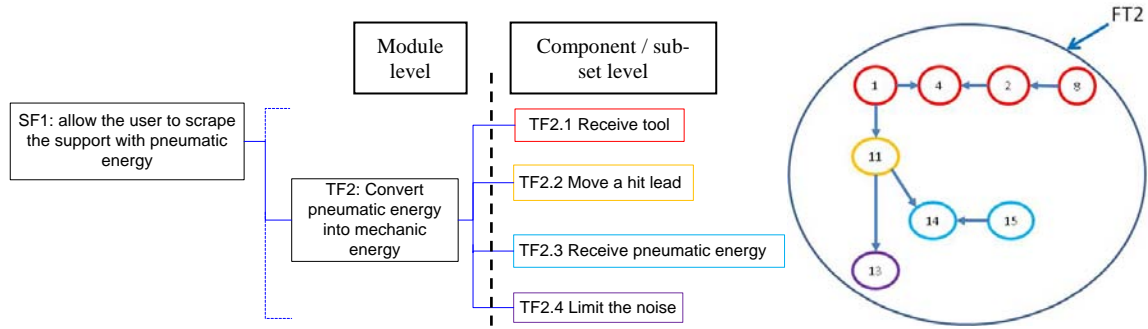 Module
level
Component / sub-
set level
FT2
SF1: allow the user to scrape
the support with pneumatic
energy
TF2: Convert
pneumatic energy
into mechanic
energy
TF2.1 Receive tool
TF2.2 Move a hit lead
TF2.3 Receive pneumatic energy
TF2.4 Limit the noise
1
4
2
8
11
14
15
13